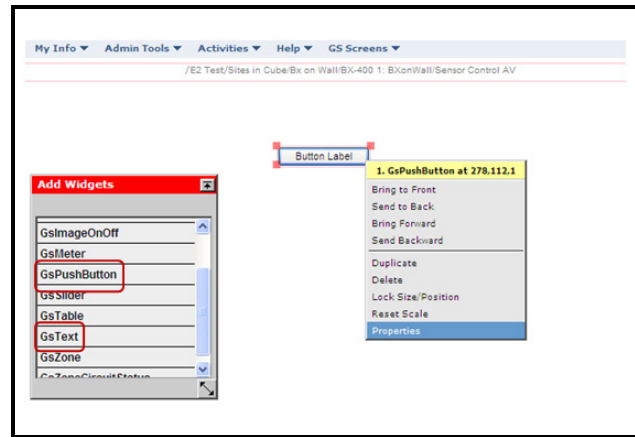 My Info ▼ Admin Tools ▼ Activities ▼ Help ▼ GS Screens ▼
/E2 Test/Sites in Cube/Bx on Wall/BX-400 1: BXonWall/Sensor Control AV
Button Label
1. GsPushButton at 278,112,1
Bring to Front
Send to Back
Bring Forward
Send Backward
Duplicate
Delete
Lock Size/Position
Reset Scale
Properties
Add Widgets
GsImageOnOff
GsMeter
GsPushButton
GsSlider
GsTable
GsText
GsZone
GsZoneCircuitStatus